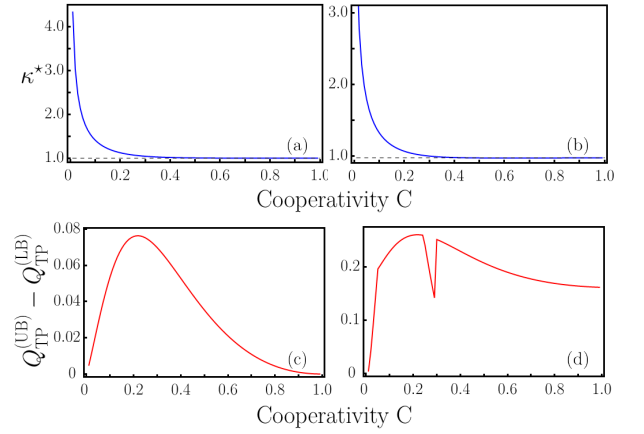 4.0
3.0
2.0
1.0
κ*
(a)
0 0.2 0.4 0.6 0.8 1.0
Cooperativity C
3.0
2.0
1.0
(b)
0 0.2 0.4 0.6 0.8 1.0
Cooperativity C
0.08
0.06
0.04
0.02
0
Q_TP^(UB) − Q_TP^(LB)
(c)
0 0.2 0.4 0.6 0.8 1.0
Cooperativity C
0.2
0.1
0
(d)
0 0.2 0.4 0.6 0.8 1.0
Cooperativity C